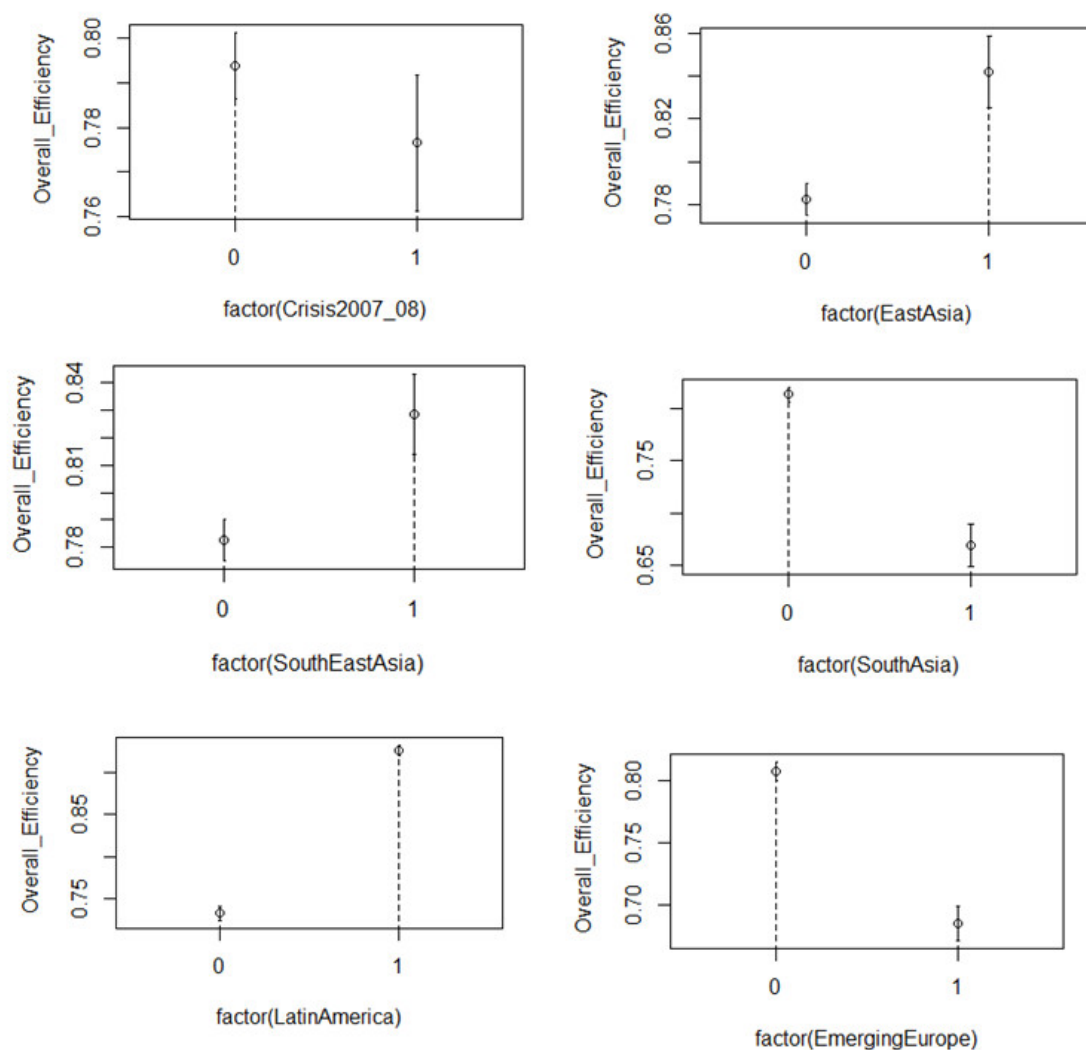 Overall_Efficiency
0.80
0.78
0.76
0 1
factor(Crisis2007_08)
Overall_Efficiency
0.86
0.82
0.78
0 1
factor(EastAsia)
Overall_Efficiency
0.84
0.81
0.78
0 1
factor(SouthEastAsia)
Overall_Efficiency
0.75
0.65
0 1
factor(SouthAsia)
Overall_Efficiency
0.85
0.75
0 1
factor(LatinAmerica)
Overall_Efficiency
0.80
0.75
0.70
0 1
factor(EmergingEurope)